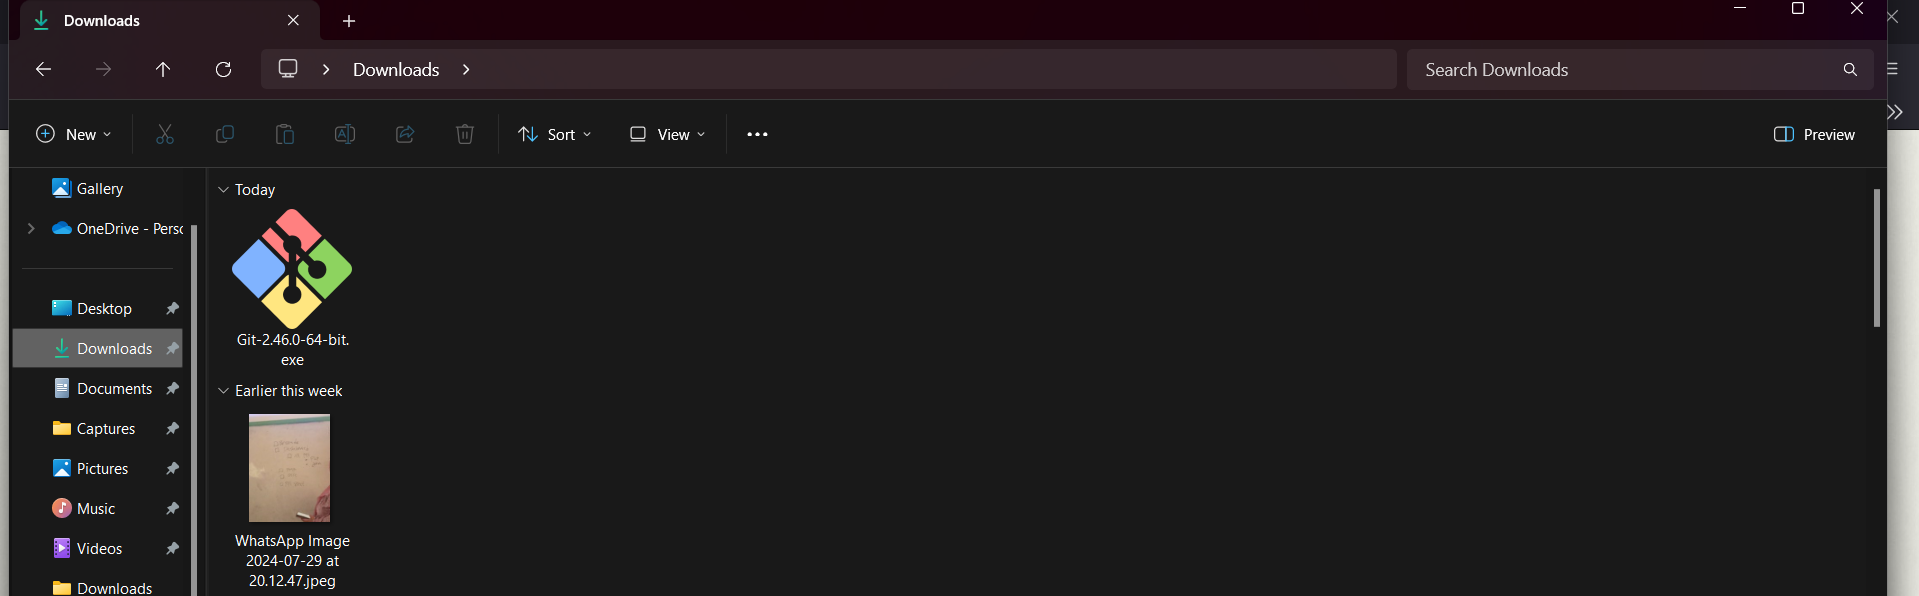 Downloads
Downloads
Search Downloads
New
Sort
View
Preview
Gallery
OneDrive - Perso
Desktop
Downloads
Documents
Captures
Pictures
Music
Videos
Downloads
Today
Git-2.46.0-64-bit.
exe
Earlier this week
WhatsApp Image
2024-07-29 at
20.12.47.jpeg